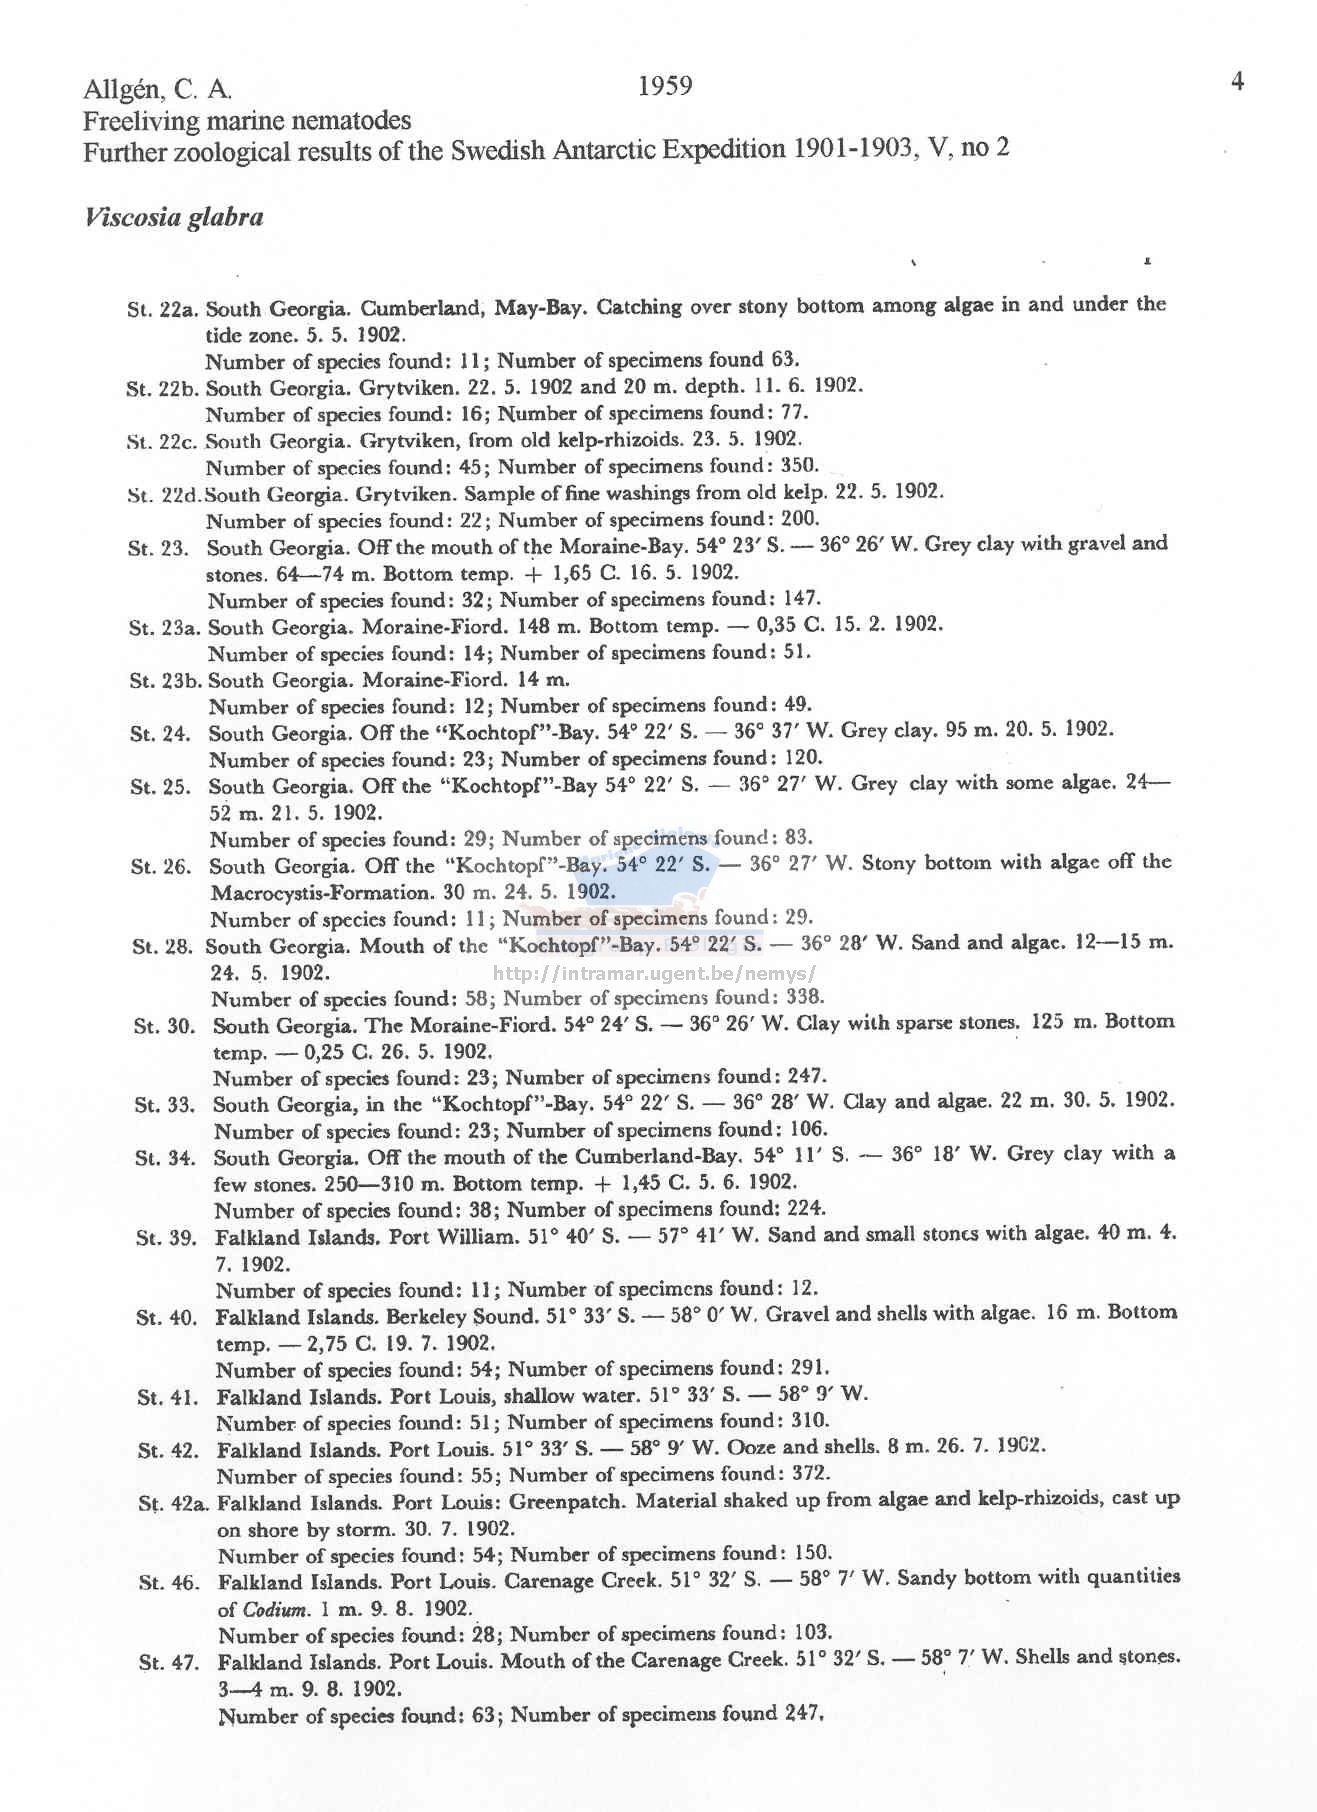 Allgén, C. A. 1959 4
Freeliving marine nematodes
Further zoological results of the Swedish Antarctic Expedition 1901-1903, V, no 2
Viscosia glabra
St. 22a. South Georgia. Cumberland, May-Bay. Catching over stony bottom among algae in and under the
tide zone. 5. 5. 1902.
Number of species found: 11; Number of specimens found 63.
St. 22b. South Georgia. Grytviken. 22. 5. 1902 and 20 m. depth. 11. 6. 1902.
Number of species found: 16; Number of specimens found: 77.
St. 22c. South Georgia. Grytviken, from old kelp-rhizoids. 23. 5. 1902.
Number of species found: 45; Number of specimens found: 350.
St. 22d. South Georgia. Grytviken. Sample of fine washings from old kelp. 22. 5. 1902.
Number of species found: 22; Number of specimens found: 200.
St. 23. South Georgia. Off the mouth of the Moraine-Bay. 54° 23′ S. — 36° 26′ W. Grey clay with gravel and
stones. 64—74 m. Bottom temp. + 1,65 C. 16. 5. 1902.
Number of species found: 32; Number of specimens found: 147.
St. 23a. South Georgia. Moraine-Fiord. 148 m. Bottom temp. — 0,35 C. 15. 2. 1902.
Number of species found: 14; Number of specimens found: 51.
St. 23b. South Georgia. Moraine-Fiord. 14 m.
Number of species found: 12; Number of specimens found: 49.
St. 24. South Georgia. Off the “Kochtopf”-Bay. 54° 22′ S. — 36° 37′ W. Grey clay. 95 m. 20. 5. 1902.
Number of species found: 23; Number of specimens found: 120.
St. 25. South Georgia. Off the “Kochtopf”-Bay 54° 22′ S. — 36° 27′ W. Grey clay with some algae. 24—
52 m. 21. 5. 1902.
Number of species found: 29; Number of specimens found: 83.
St. 26. South Georgia. Off the “Kochtopf”-Bay. 54° 22′ S. — 36° 27′ W. Stony bottom with algae off the
Macrocystis-Formation. 30 m. 24. 5. 1902.
Number of species found: 11; Number of specimens found: 29.
St. 28. South Georgia. Mouth of the “Kochtopf”-Bay. 54° 22′ S. — 36° 28′ W. Sand and algae. 12—15 m.
24. 5. 1902.
http://intramar.ugent.be/nemys/
Number of species found: 58; Number of specimens found: 338.
St. 30. South Georgia. The Moraine-Fiord. 54° 24′ S. — 36° 26′ W. Clay with sparse stones. 125 m. Bottom
temp. — 0,25 C. 26. 5. 1902.
Number of species found: 23; Number of specimens found: 247.
St. 33. South Georgia, in the “Kochtopf”-Bay. 54° 22′ S. — 36° 28′ W. Clay and algae. 22 m. 30. 5. 1902.
Number of species found: 23; Number of specimens found: 106.
St. 34. South Georgia. Off the mouth of the Cumberland-Bay. 54° 11′ S. — 36° 18′ W. Grey clay with a
few stones. 250—310 m. Bottom temp. + 1,45 C. 5. 6. 1902.
Number of species found: 38; Number of specimens found: 224.
St. 39. Falkland Islands. Port William. 51° 40′ S. — 57° 41′ W. Sand and small stones with algae. 40 m. 4.
7. 1902.
Number of species found: 11; Number of specimens found: 12.
St. 40. Falkland Islands. Berkeley Sound. 51° 33′ S. — 58° 0′ W. Gravel and shells with algae. 16 m. Bottom
temp. — 2,75 C. 19. 7. 1902.
Number of species found: 54; Number of specimens found: 291.
St. 41. Falkland Islands. Port Louis, shallow water. 51° 33′ S. — 58° 9′ W.
Number of species found: 51; Number of specimens found: 310.
St. 42. Falkland Islands. Port Louis. 51° 33′ S. — 58° 9′ W. Ooze and shells. 8 m. 26. 7. 1902.
Number of species found: 55; Number of specimens found: 372.
St. 42a. Falkland Islands. Port Louis: Greenpatch. Material shaked up from algae and kelp-rhizoids, cast up
on shore by storm. 30. 7. 1902.
Number of species found: 54; Number of specimens found: 150.
St. 46. Falkland Islands. Port Louis. Carenage Creek. 51° 32′ S. — 58° 7′ W. Sandy bottom with quantities
of Codium. 1 m. 9. 8. 1902.
Number of species found: 28; Number of specimens found: 103.
St. 47. Falkland Islands. Port Louis. Mouth of the Carenage Creek. 51° 32′ S. — 58° 7′ W. Shells and stones.
3—4 m. 9. 8. 1902.
Number of species found: 63; Number of specimens found 247,